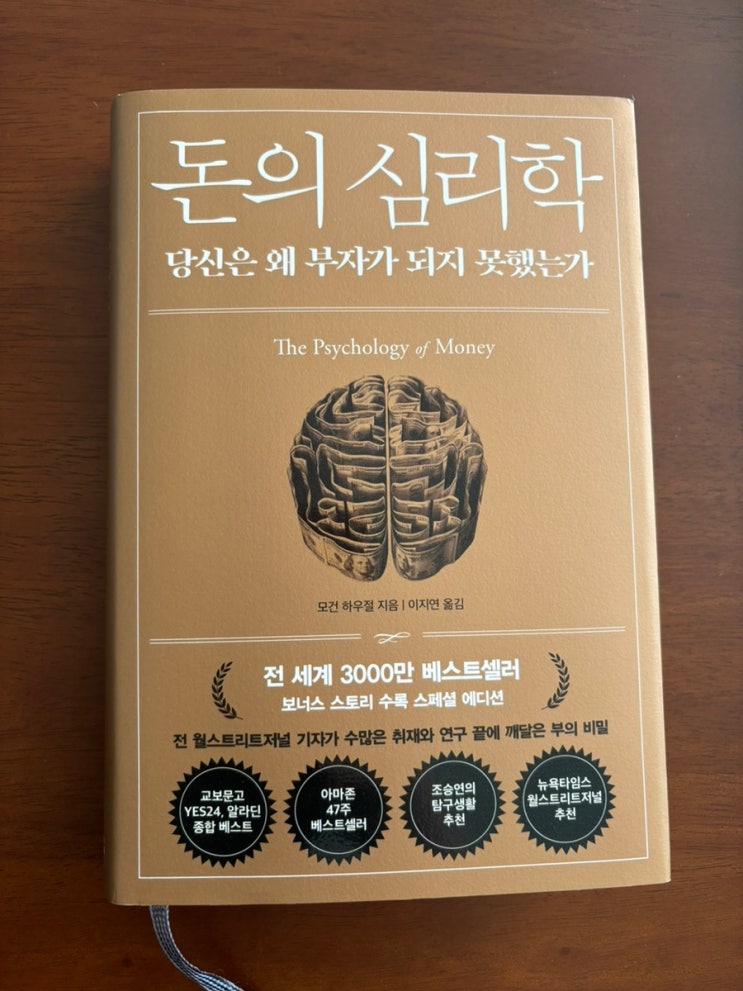 돈의 심리학
당신은 왜 부자가 되지 못했는가
The Psychology of Money
모건 하우절 지음 | 이지연 옮김
전 세계 3000만 베스트셀러
보너스 스토리 수록 스페셜 에디션
전 월스트리트저널 기자가 수많은 취재와 연구 끝에 깨달은 부의 비밀
교보문고
YES24, 알라딘
종합 베스트
아마존
47주
베스트셀러
조승연의
탐구생활
추천
뉴욕타임스
월스트리트저널
추천